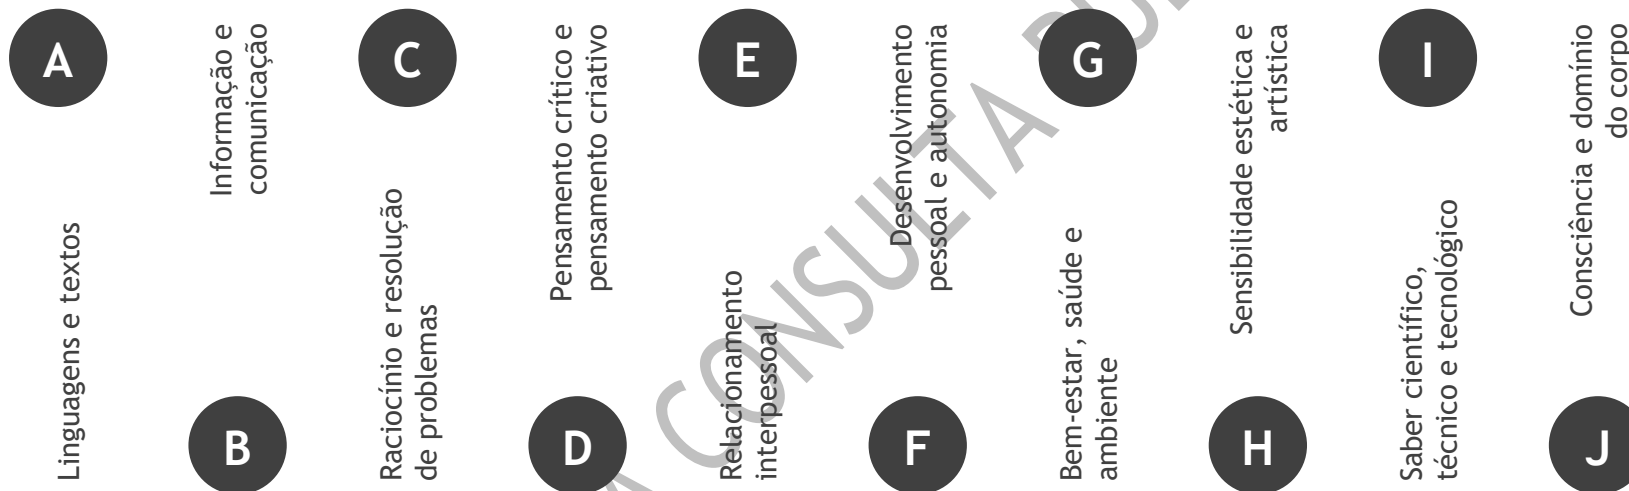 A
Linguagens e textos
B
Informação e
comunicação
C
Raciocínio e resolução
de problemas
D
Pensamento crítico e
pensamento criativo
E
Relacionamento
interpessoal
F
Desenvolvimento
pessoal e autonomia
G
Bem-estar, saúde e
ambiente
H
Sensibilidade estética e
artística
I
Saber científico,
técnico e tecnológico
J
Consciência e domínio
do corpo
CONSULTA